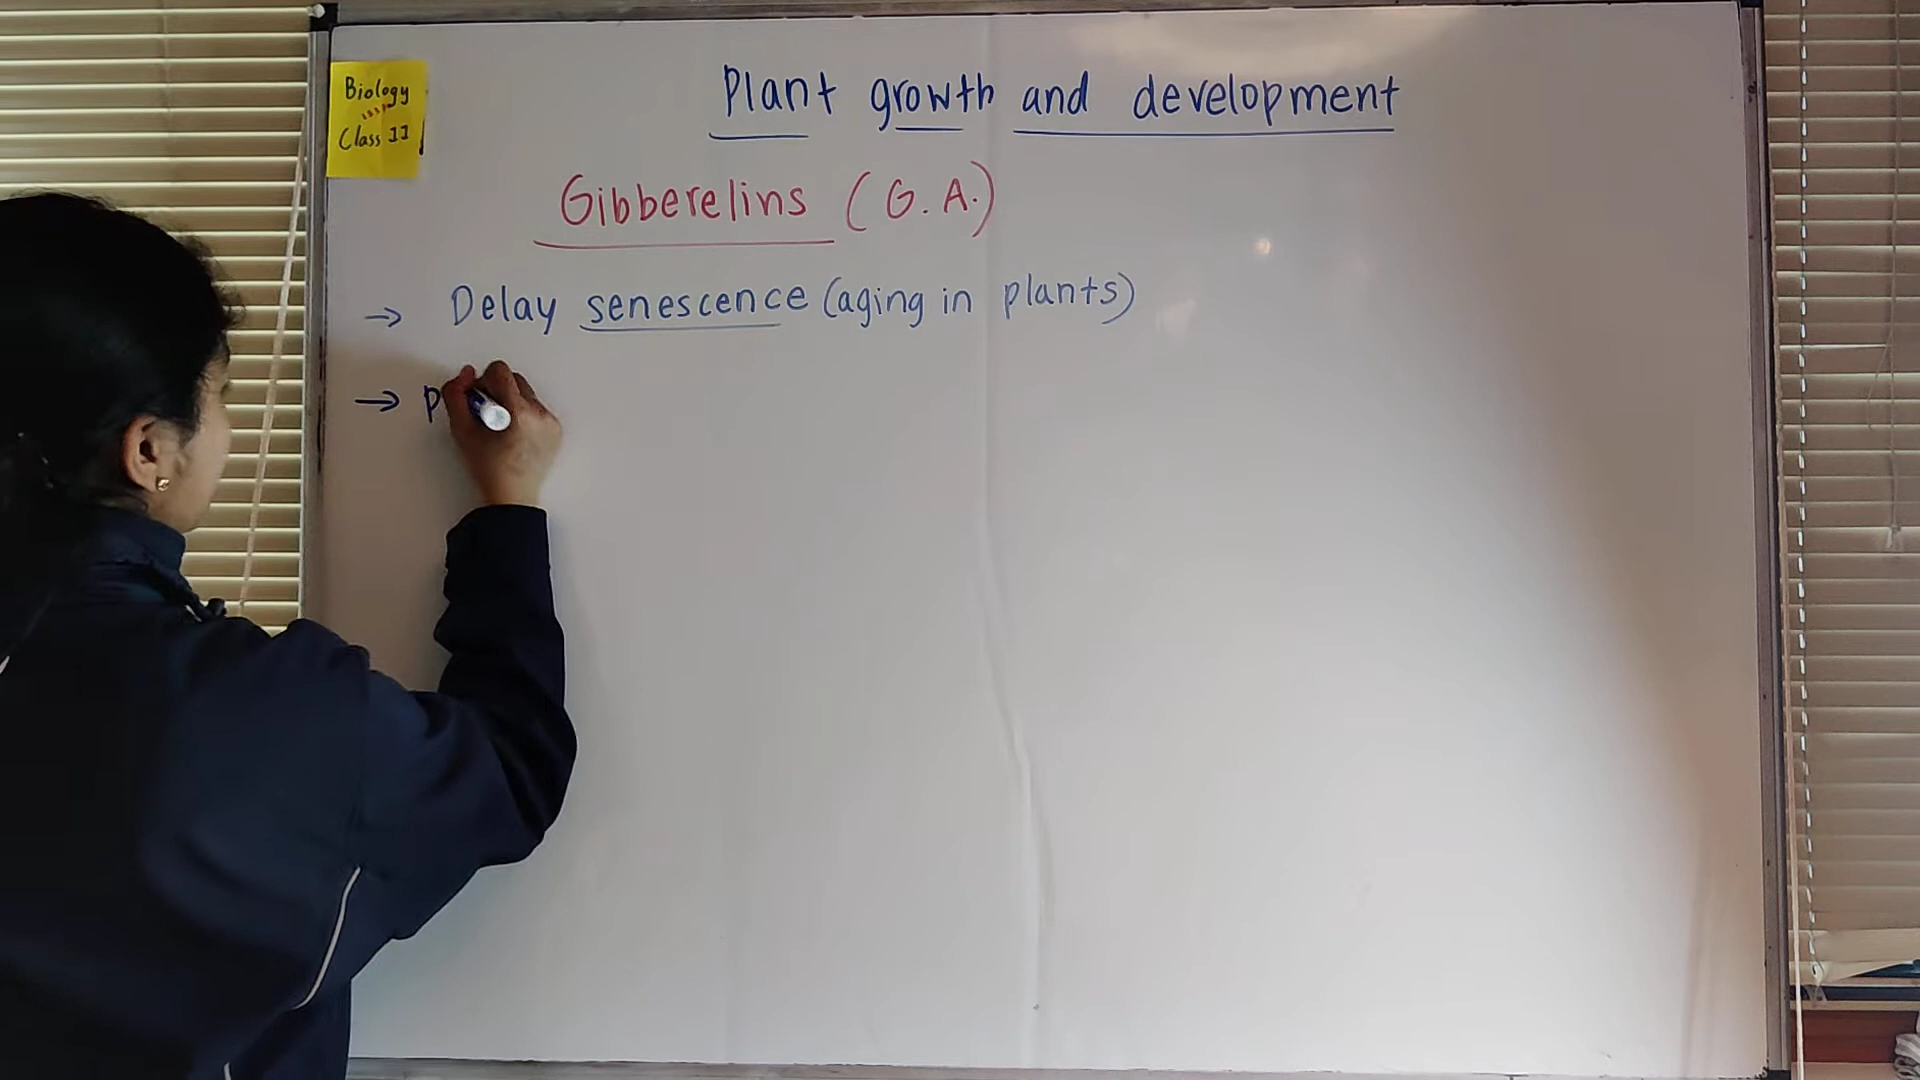 Biology
Class 11
Plant growth and development
Gibberelins (G.A.)
→ Delay senescence (aging in plants)
→ P